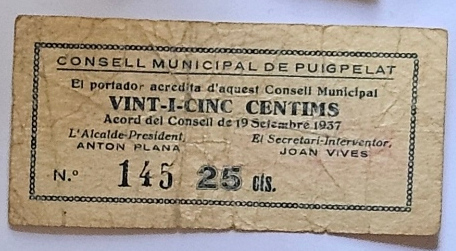 CONSELL MUNICIPAL DE PUIGPELAT
El portador acredita d'aquest Consell Municipal
VINT-I-CINC CENTIMS
Acord del Consell de 19 Setembre 1937
L'Alcalde-President, El Secretari-Interventor,
ANTON PLANA JOAN VIVES
N.º 145 25 cts.